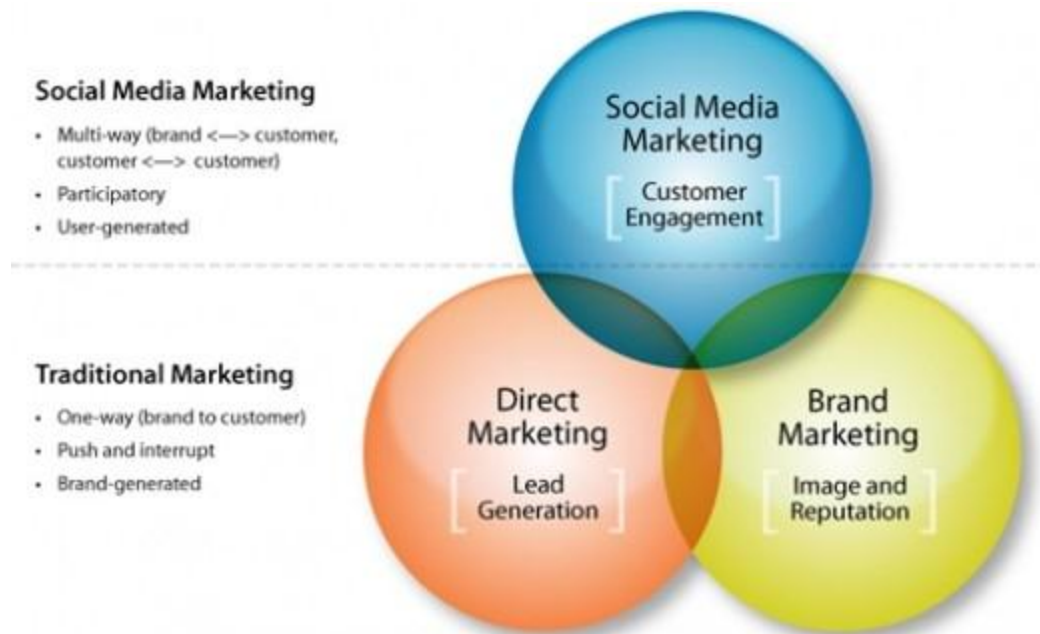 Social Media Marketing
• Multi-way (brand <—> customer,
customer <—> customer)
• Participatory
• User-generated
Social Media
Marketing
[ Customer
Engagement ]
Traditional Marketing
• One-way (brand to customer)
• Push and interrupt
• Brand-generated
Direct
Marketing
[ Lead
Generation ]
Brand
Marketing
[ Image and
Reputation ]